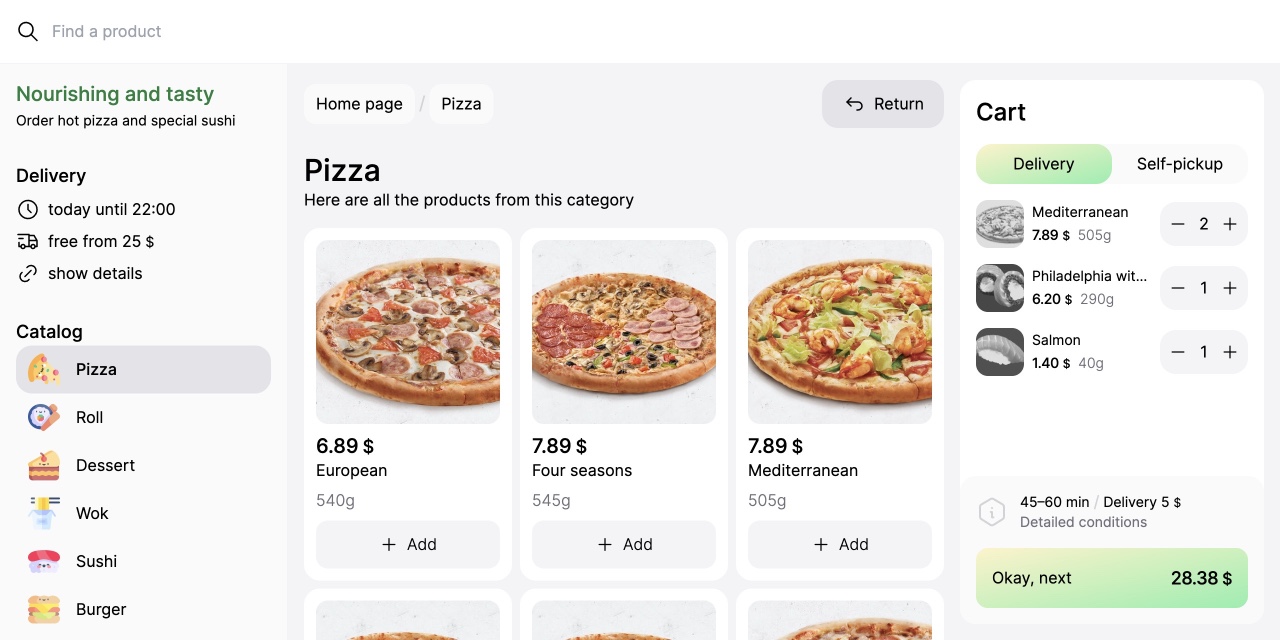 Find a product
Nourishing and tasty
Order hot pizza and special sushi
Delivery
today until 22:00
free from 25 $
show details
Catalog
Pizza
Roll
Dessert
Wok
Sushi
Burger
Home page / Pizza
Return
Pizza
Here are all the products from this category
6.89 $
European
540g
+ Add
7.89 $
Four seasons
545g
+ Add
7.89 $
Mediterranean
505g
+ Add
Cart
Delivery
Self-pickup
Mediterranean
7.89 $ 505g
− 2 +
Philadelphia wit...
6.20 $ 290g
− 1 +
Salmon
1.40 $ 40g
− 1 +
45–60 min / Delivery 5 $
Detailed conditions
Okay, next 28.38 $